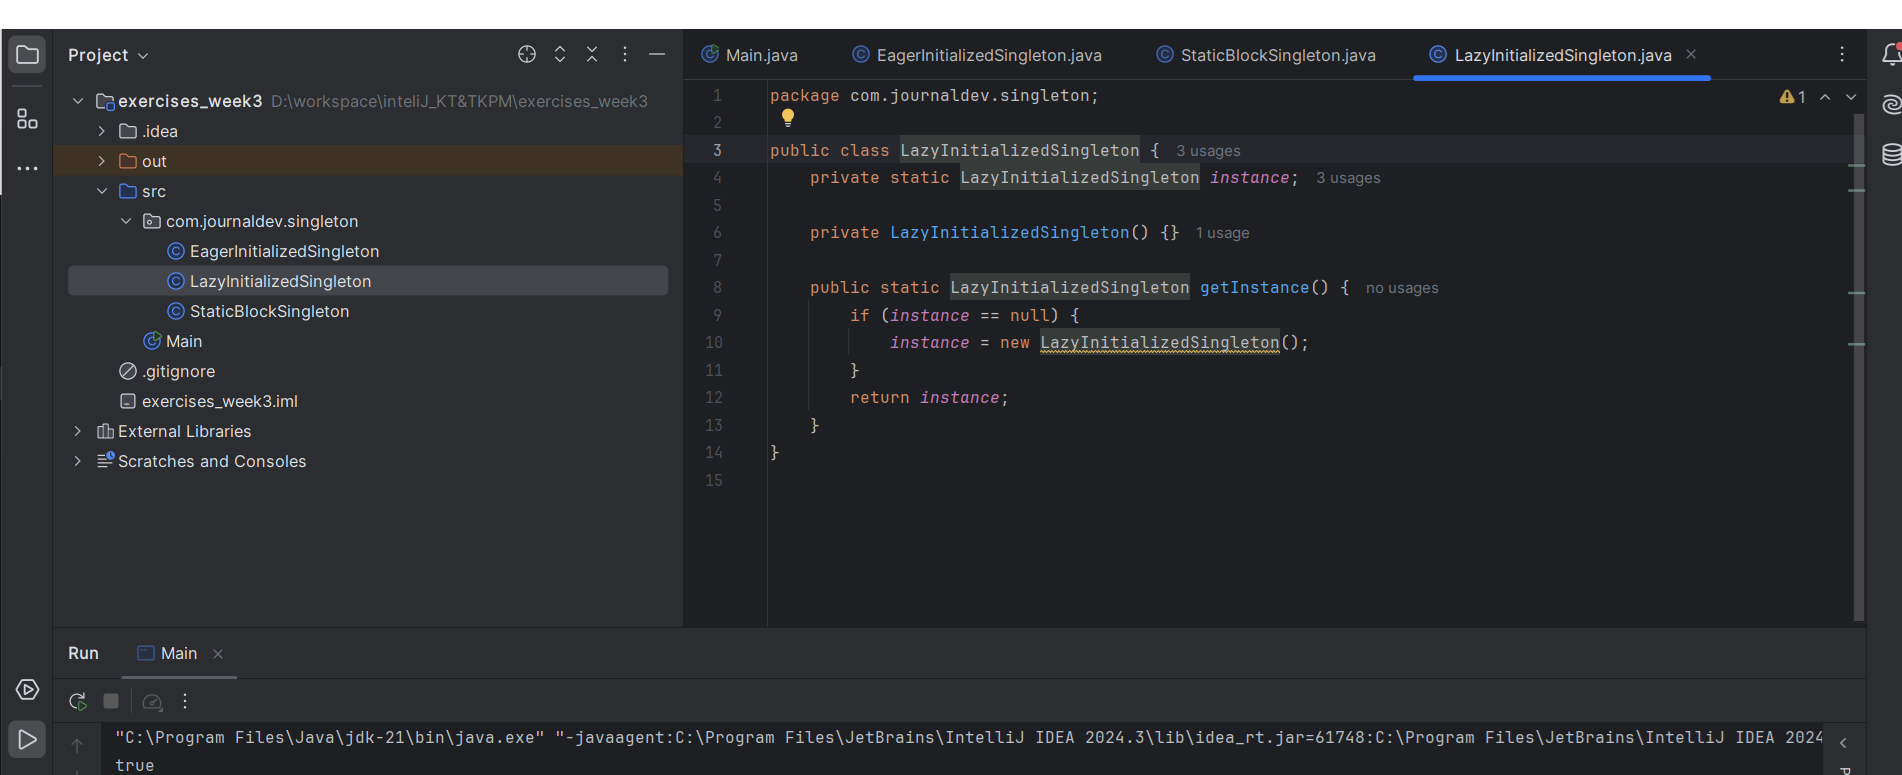 Project
exercises_week3 D:\workspace\inteliJ_KT&TKPM\exercises_week3
.idea
out
src
com.journaldev.singleton
EagerInitializedSingleton
LazyInitializedSingleton
StaticBlockSingleton
Main
.gitignore
exercises_week3.iml
External Libraries
Scratches and Consoles
Main.java EagerInitializedSingleton.java StaticBlockSingleton.java LazyInitializedSingleton.java
1 package com.journaldev.singleton;
1
2
3 public class LazyInitializedSingleton { 3 usages
4 private static LazyInitializedSingleton instance; 3 usages
5
6 private LazyInitializedSingleton() {} 1 usage
7
8 public static LazyInitializedSingleton getInstance() { no usages
9 if (instance == null) {
10 instance = new LazyInitializedSingleton();
11 }
12 return instance;
13 }
14 }
15
Run Main
"C:\Program Files\Java\jdk-21\bin\java.exe" "-javaagent:C:\Program Files\JetBrains\IntelliJ IDEA 2024.3\lib\idea_rt.jar=61748:C:\Program Files\JetBrains\IntelliJ IDEA 2024
true